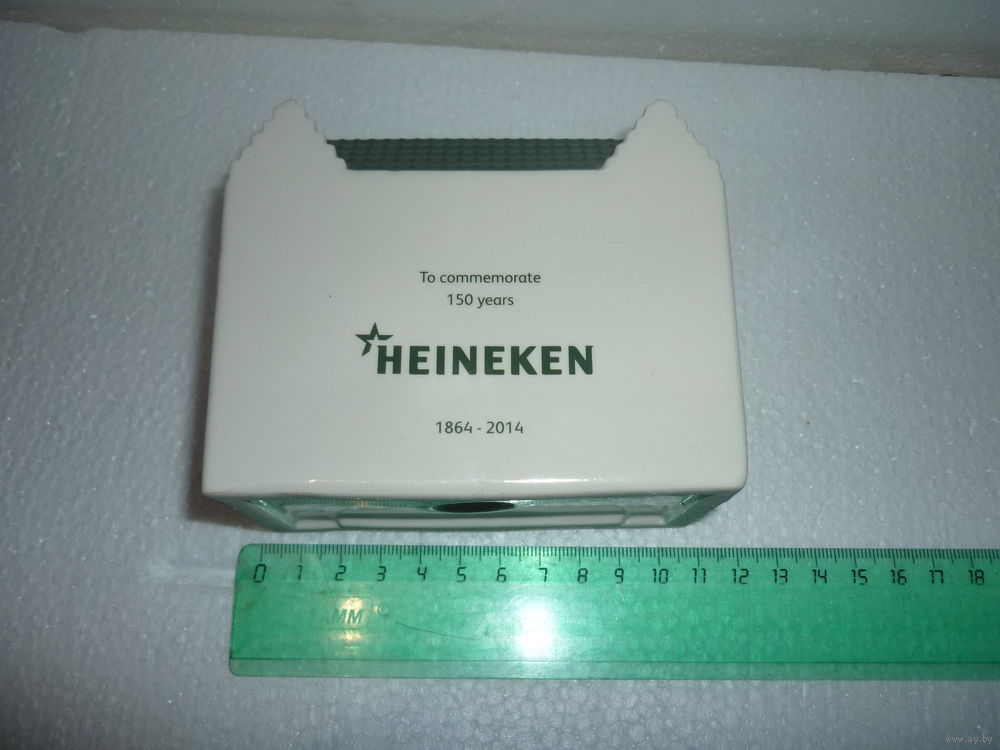 To commemorate
150 years
HEINEKEN
1864 - 2014
0 1 2 3 4 5 6 7 8 9 10 11 12 13 14 15 16 17 18
MM
www.ay.by